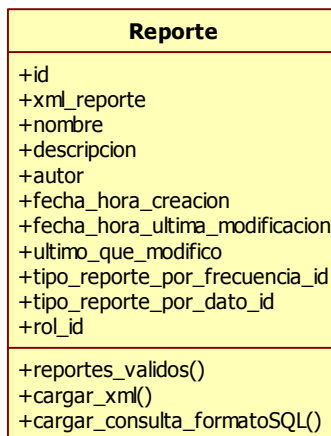 Reporte
+id
+xml_reporte
+nombre
+descripcion
+autor
+fecha_hora_creacion
+fecha_hora_ultima_modificacion
+ultimo_que_modifico
+tipo_reporte_por_frecuencia_id
+tipo_reporte_por_dato_id
+rol_id
+reportes_validos()
+cargar_xml()
+cargar_consulta_formatoSQL()